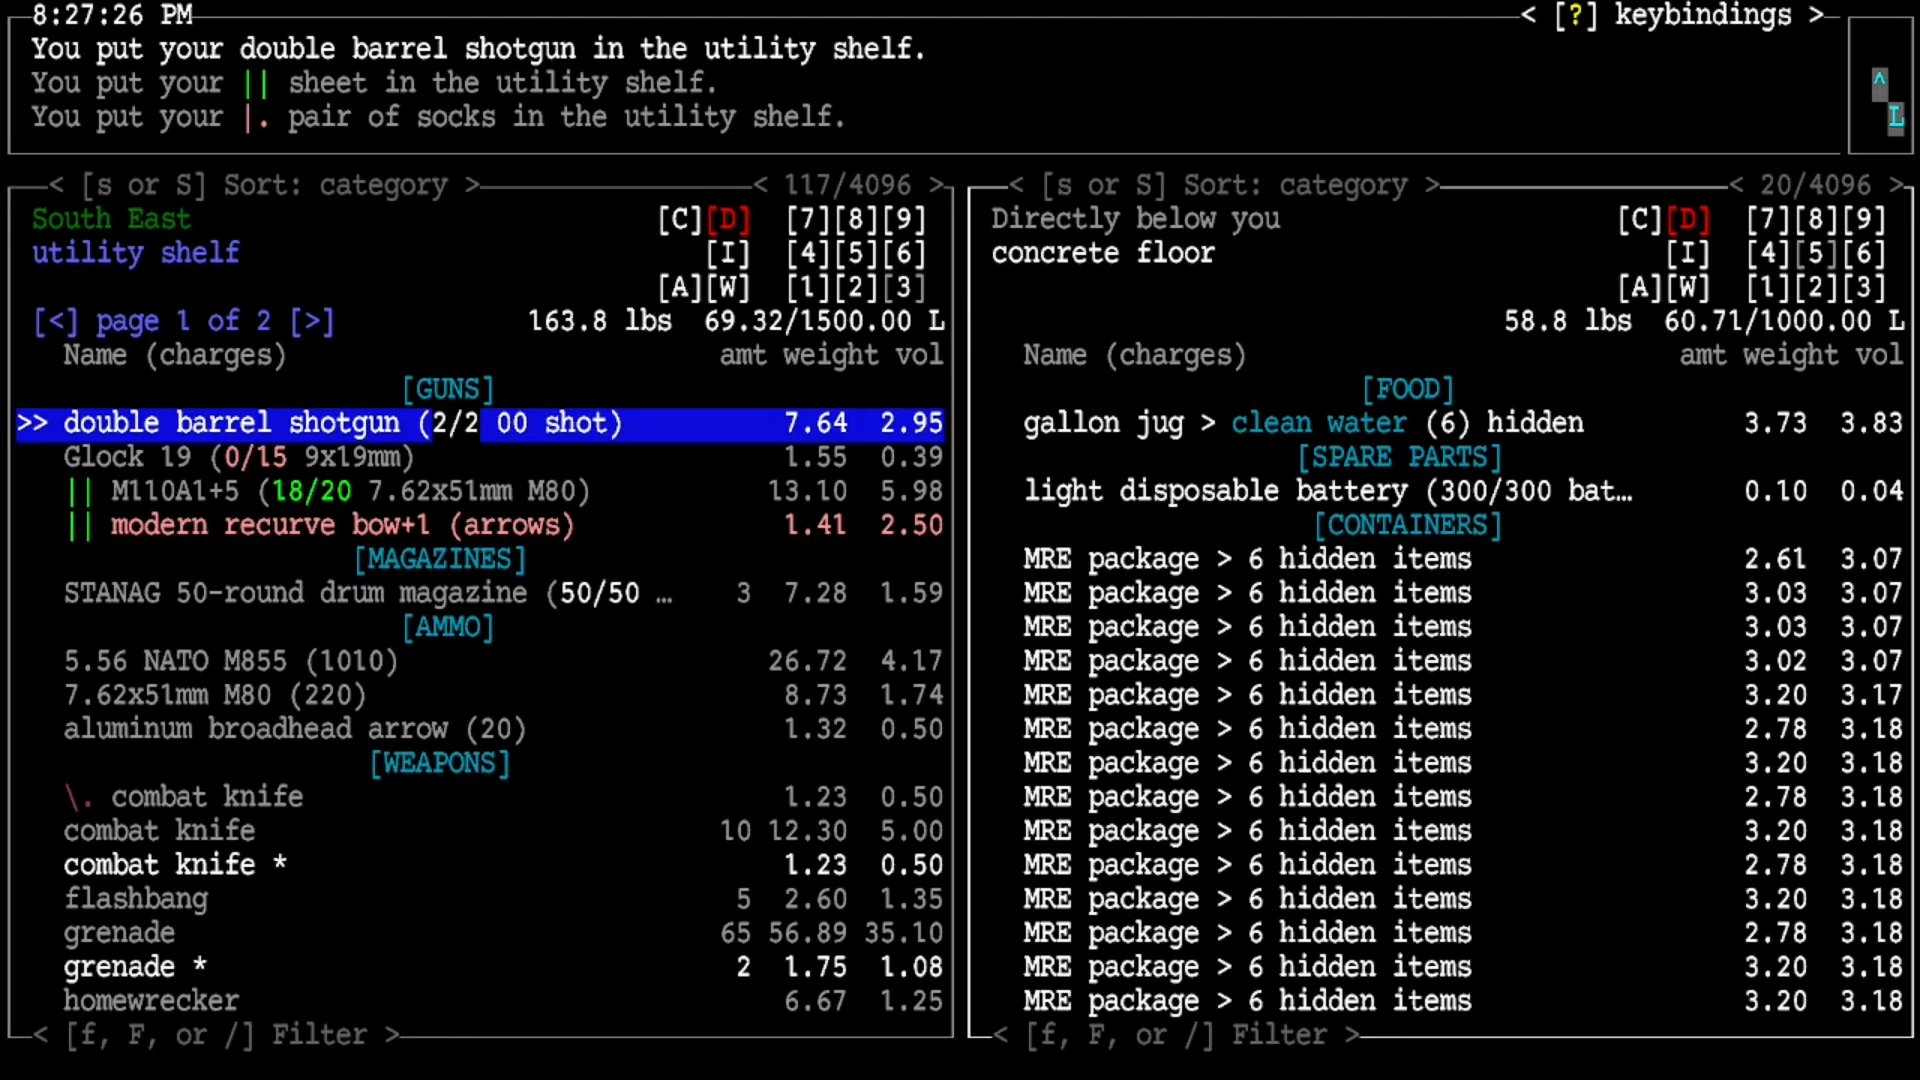 8:27:26 PM
< [?] keybindings >
You put your double barrel shotgun in the utility shelf.
You put your || sheet in the utility shelf.
You put your |. pair of socks in the utility shelf.
^
L
< [s or S] Sort: category >
< 117/4096 >
South East
[C][D] [7][8][9]
utility shelf
[I] [4][5][6]
[A][W] [1][2][3]
[<] page 1 of 2 [>]
163.8 lbs 69.32/1500.00 L
Name (charges) amt weight vol
[GUNS]
>> double barrel shotgun (2/2 00 shot) 7.64 2.95
Glock 19 (0/15 9x19mm) 1.55 0.39
|| M110A1+5 (18/20 7.62x51mm M80) 13.10 5.98
|| modern recurve bow+1 (arrows) 1.41 2.50
[MAGAZINES]
STANAG 50-round drum magazine (50/50 … 3 7.28 1.59
[AMMO]
5.56 NATO M855 (1010) 26.72 4.17
7.62x51mm M80 (220) 8.73 1.74
aluminum broadhead arrow (20) 1.32 0.50
[WEAPONS]
\. combat knife 1.23 0.50
combat knife 10 12.30 5.00
combat knife * 1.23 0.50
flashbang 5 2.60 1.35
grenade 65 56.89 35.10
grenade * 2 1.75 1.08
homewrecker 6.67 1.25
< [f, F, or /] Filter >
< [s or S] Sort: category >
< 20/4096 >
Directly below you
[C][D] [7][8][9]
concrete floor
[I] [4][5][6]
[A][W] [1][2][3]
58.8 lbs 60.71/1000.00 L
Name (charges) amt weight vol
[FOOD]
gallon jug > clean water (6) hidden 3.73 3.83
[SPARE PARTS]
light disposable battery (300/300 bat… 0.10 0.04
[CONTAINERS]
MRE package > 6 hidden items 2.61 3.07
MRE package > 6 hidden items 3.03 3.07
MRE package > 6 hidden items 3.03 3.07
MRE package > 6 hidden items 3.02 3.07
MRE package > 6 hidden items 3.20 3.17
MRE package > 6 hidden items 2.78 3.18
MRE package > 6 hidden items 3.20 3.18
MRE package > 6 hidden items 2.78 3.18
MRE package > 6 hidden items 3.20 3.18
MRE package > 6 hidden items 2.78 3.18
MRE package > 6 hidden items 3.20 3.18
MRE package > 6 hidden items 2.78 3.18
MRE package > 6 hidden items 3.20 3.18
MRE package > 6 hidden items 3.20 3.18
< [f, F, or /] Filter >